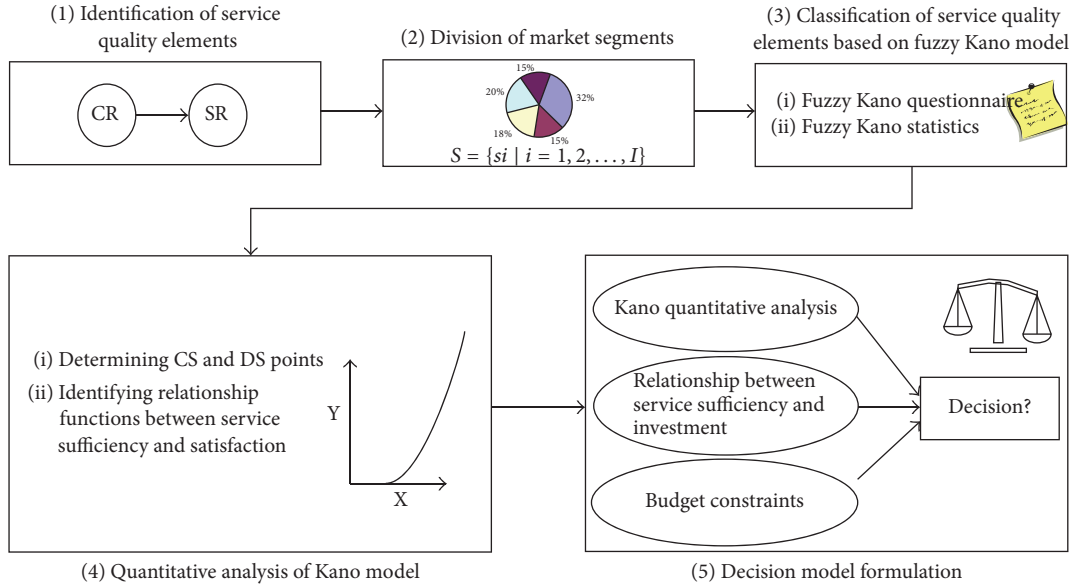 (1) Identification of service
quality elements
CR
SR
(2) Division of market segments
15%
32%
20%
18%
15%
S = {si | i = 1, 2, . . . , I}
(3) Classification of service quality
elements based on fuzzy Kano model
(i) Fuzzy Kano questionnaire
(ii) Fuzzy Kano statistics
(i) Determining CS and DS points
(ii) Identifying relationship
functions between service
sufficiency and satisfaction
Y
X
(4) Quantitative analysis of Kano model
Kano quantitative analysis
Relationship between
service sufficiency and
investment
Budget constraints
Decision?
(5) Decision model formulation